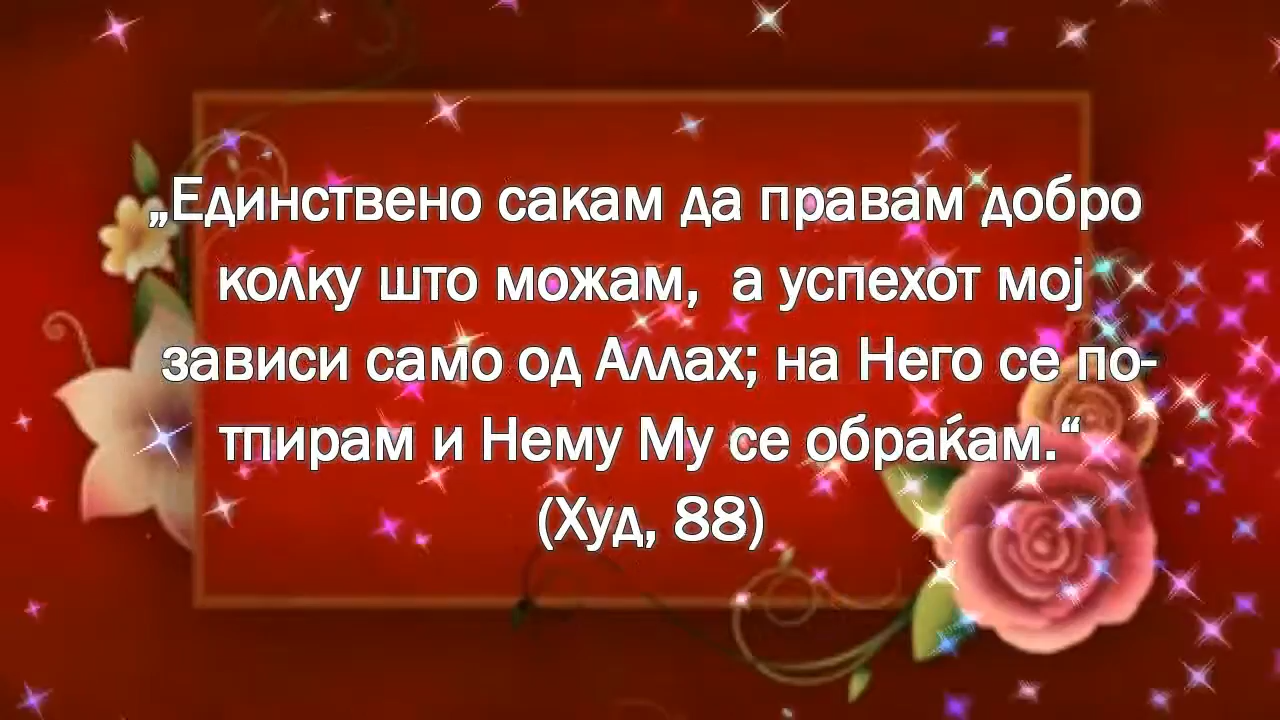 „Единствено сакам да правам добро
колку што можам, а успехот мој
зависи само од Аллах; на Него се по-
тпирам и Нему Му се обраќам.“
(Худ, 88)